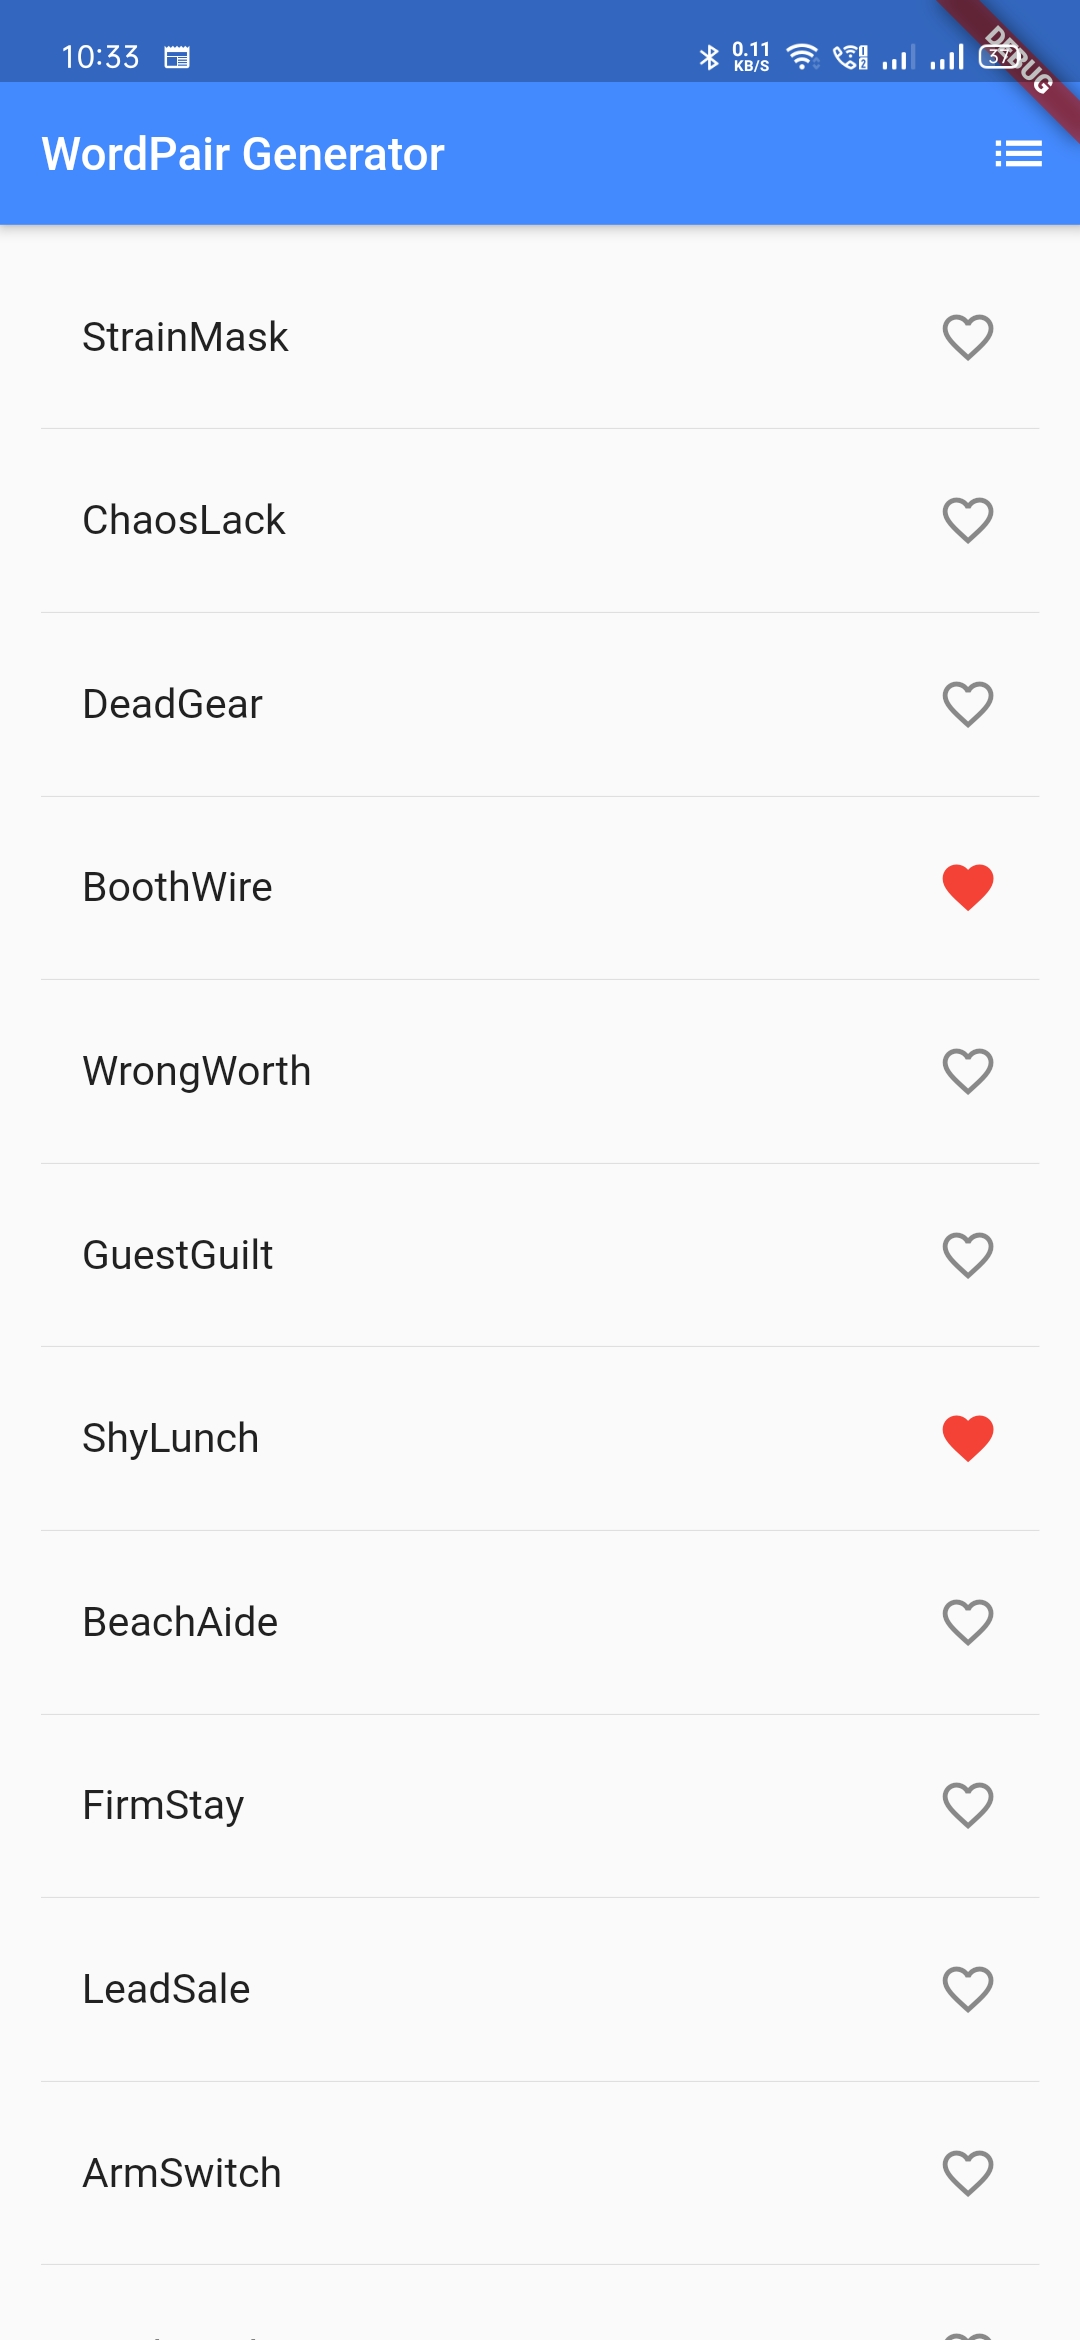 10:33
0.11
KB/S
37
DEBUG
WordPair Generator
StrainMask
ChaosLack
DeadGear
BoothWire
WrongWorth
GuestGuilt
ShyLunch
BeachAide
FirmStay
LeadSale
ArmSwitch